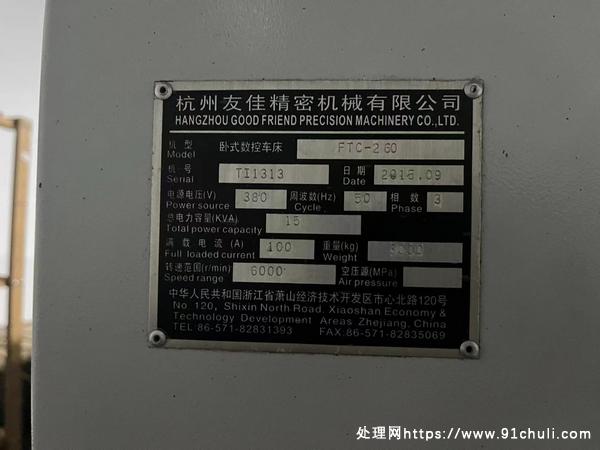 杭州友佳精密机械有限公司
HANGZHOU GOOD FRIEND PRECISION MACHINERY CO.,LTD.
机型 卧式数控车床 FTC-260
Model
机号 TI1313 日期 2015.09
Serial Date
电源电压(V) 380 周波数(Hz) 50 相数 3
Power source Cycle Phase
总电力容量(KVA) 15
Total power capacity
满载电流(A) 100 重量(kg)
Full loaded current Weight
转速范围(r/min) 6000 空压源(MPa)
Speed range Air pressure
中华人民共和国浙江省萧山经济技术开发区市心北路120号
No. 120, Shixin North Road, Xiaoshan Economy &
Technology Development Areas Zhejiang, China
TEL 86-571-82831393 FAX:86-571-82835069
处理网https://www.91chuli.com/